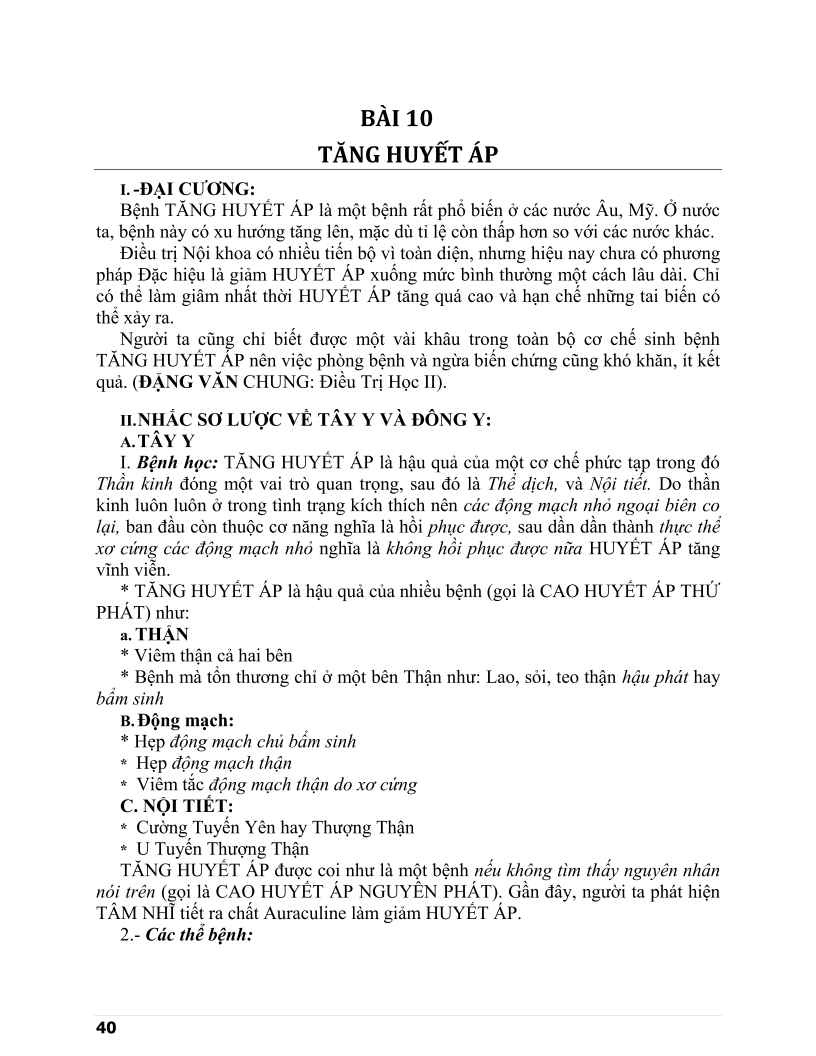 BÀI 10
TĂNG HUYẾT ÁP
I. -ĐẠI CƯƠNG:
Bệnh TĂNG HUYẾT ÁP là một bệnh rất phổ biến ở các nước Âu, Mỹ. Ở nước
ta, bệnh này có xu hướng tăng lên, mặc dù tỉ lệ còn thấp hơn so với các nước khác.
Điều trị Nội khoa có nhiều tiến bộ vì toàn diện, nhưng hiệu nay chưa có phương
pháp Đặc hiệu là giảm HUYẾT ÁP xuống mức bình thường một cách lâu dài. Chỉ
có thể làm giâm nhất thời HUYẾT ÁP tăng quá cao và hạn chế những tai biến có
thể xảy ra.
Người ta cũng chỉ biết được một vài khâu trong toàn bộ cơ chế sinh bệnh
TĂNG HUYẾT ÁP nên việc phòng bệnh và ngừa biến chứng cũng khó khăn, ít kết
quả. (ĐẶNG VĂN CHUNG: Điều Trị Học II).
II.NHẮC SƠ LƯỢC VỀ TÂY Y VÀ ĐÔNG Y:
A.TÂY Y
I. Bệnh học: TĂNG HUYẾT ÁP là hậu quả của một cơ chế phức tạp trong đó
Thần kinh đóng một vai trò quan trọng, sau đó là Thể dịch, và Nội tiết. Do thần
kinh luôn luôn ở trong tình trạng kích thích nên các động mạch nhỏ ngoại biên co
lại, ban đầu còn thuộc cơ năng nghĩa là hồi phục được, sau dần dần thành thực thể
xơ cứng các động mạch nhỏ nghĩa là không hồi phục được nữa HUYẾT ÁP tăng
vĩnh viễn.
* TĂNG HUYẾT ÁP là hậu quả của nhiều bệnh (gọi là CAO HUYẾT ÁP THỨ
PHÁT) như:
a. THẬN
* Viêm thận cả hai bên
* Bệnh mà tổn thương chỉ ở một bên Thận như: Lao, sỏi, teo thận hậu phát hay
bẩm sinh
B. Động mạch:
* Hẹp động mạch chủ bẩm sinh
* Hẹp động mạch thận
* Viêm tắc động mạch thận do xơ cứng
C. NỘI TIẾT:
* Cường Tuyến Yên hay Thượng Thận
* U Tuyến Thượng Thận
TĂNG HUYẾT ÁP được coi như là một bệnh nếu không tìm thấy nguyên nhân
nói trên (gọi là CAO HUYẾT ÁP NGUYÊN PHÁT). Gần đây, người ta phát hiện
TÂM NHĨ tiết ra chất Auraculine làm giảm HUYẾT ÁP.
2.- Các thể bệnh:
40